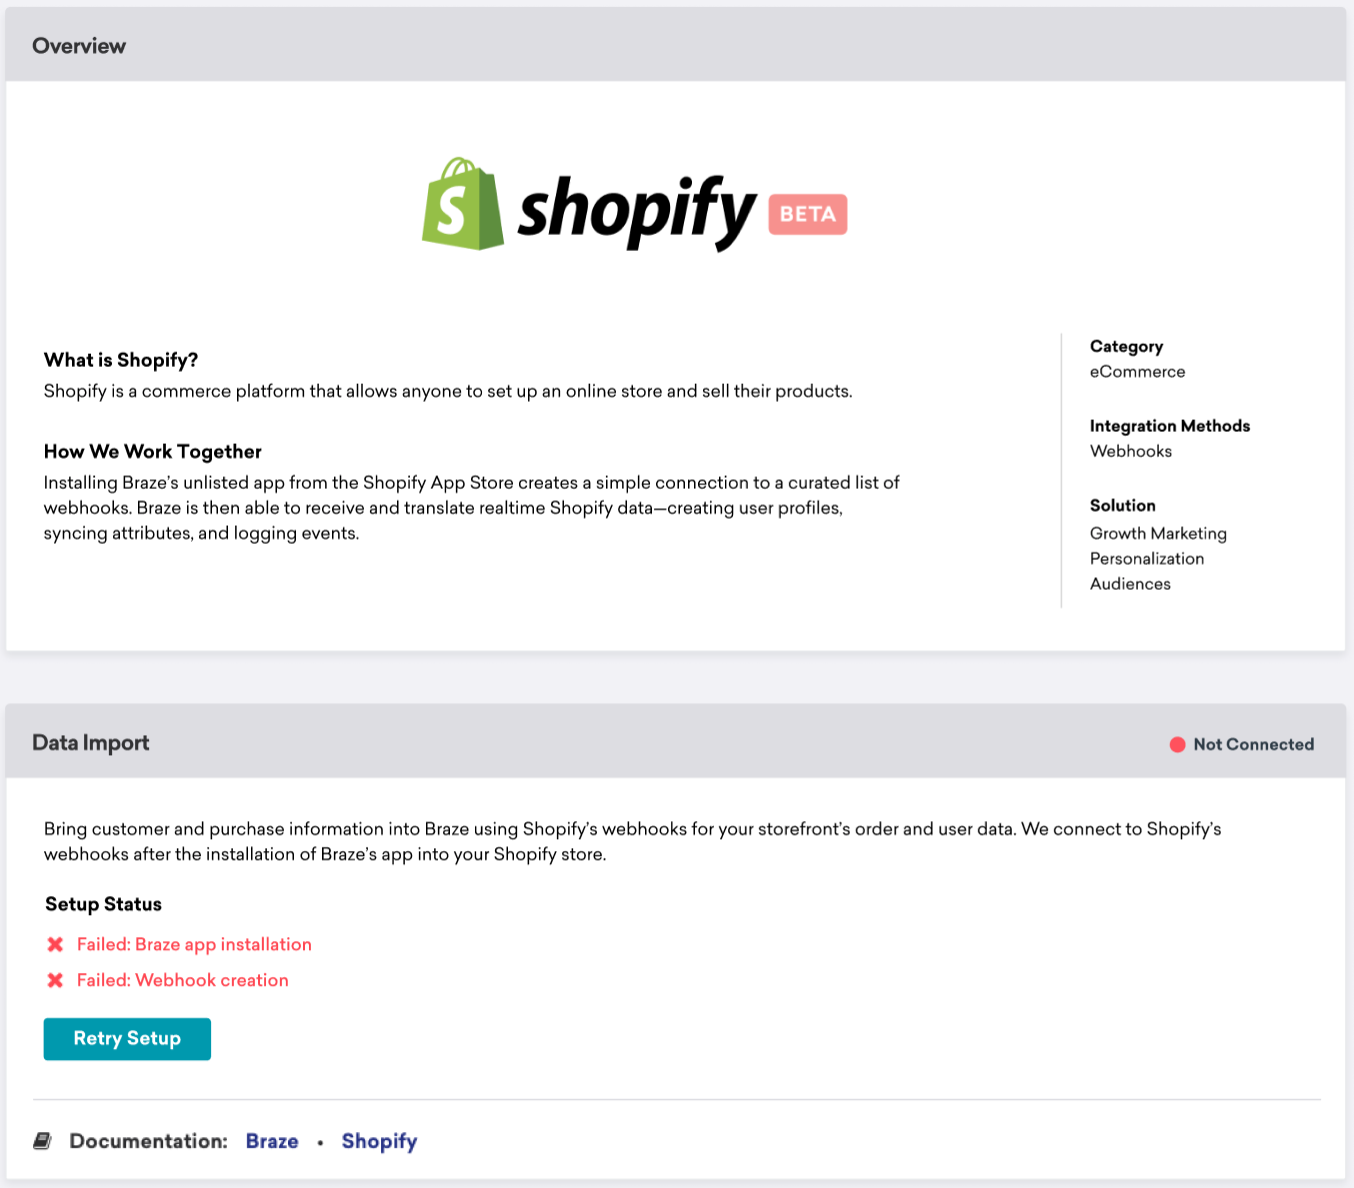 Overview
shopify BETA
What is Shopify?
Shopify is a commerce platform that allows anyone to set up an online store and sell their products.
How We Work Together
Installing Braze's unlisted app from the Shopify App Store creates a simple connection to a curated list of
webhooks. Braze is then able to receive and translate realtime Shopify data—creating user profiles,
syncing attributes, and logging events.
Category
eCommerce
Integration Methods
Webhooks
Solution
Growth Marketing
Personalization
Audiences
Data Import
Not Connected
Bring customer and purchase information into Braze using Shopify's webhooks for your storefront's order and user data. We connect to Shopify's
webhooks after the installation of Braze's app into your Shopify store.
Setup Status
Failed: Braze app installation
Failed: Webhook creation
Retry Setup
Documentation: Braze • Shopify